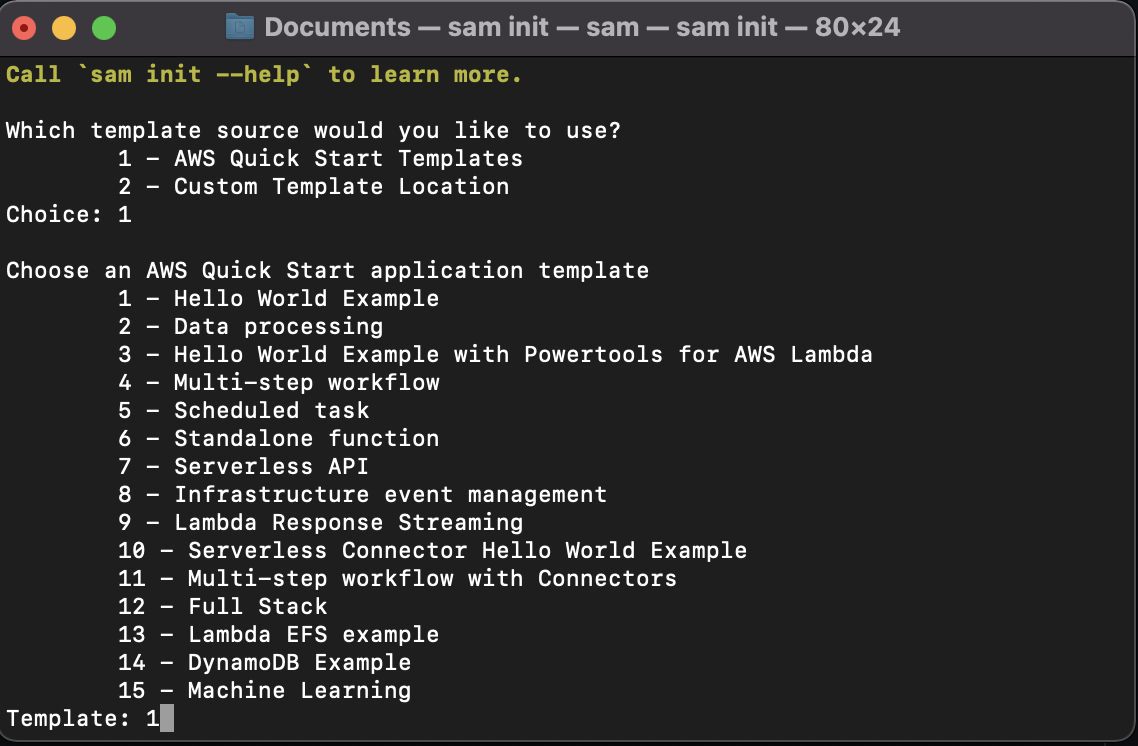 Documents — sam init — sam — sam init — 80×24
Call `sam init --help` to learn more.
Which template source would you like to use?
1 - AWS Quick Start Templates
2 - Custom Template Location
Choice: 1
Choose an AWS Quick Start application template
1 - Hello World Example
2 - Data processing
3 - Hello World Example with Powertools for AWS Lambda
4 - Multi-step workflow
5 - Scheduled task
6 - Standalone function
7 - Serverless API
8 - Infrastructure event management
9 - Lambda Response Streaming
10 - Serverless Connector Hello World Example
11 - Multi-step workflow with Connectors
12 - Full Stack
13 - Lambda EFS example
14 - DynamoDB Example
15 - Machine Learning
Template: 1